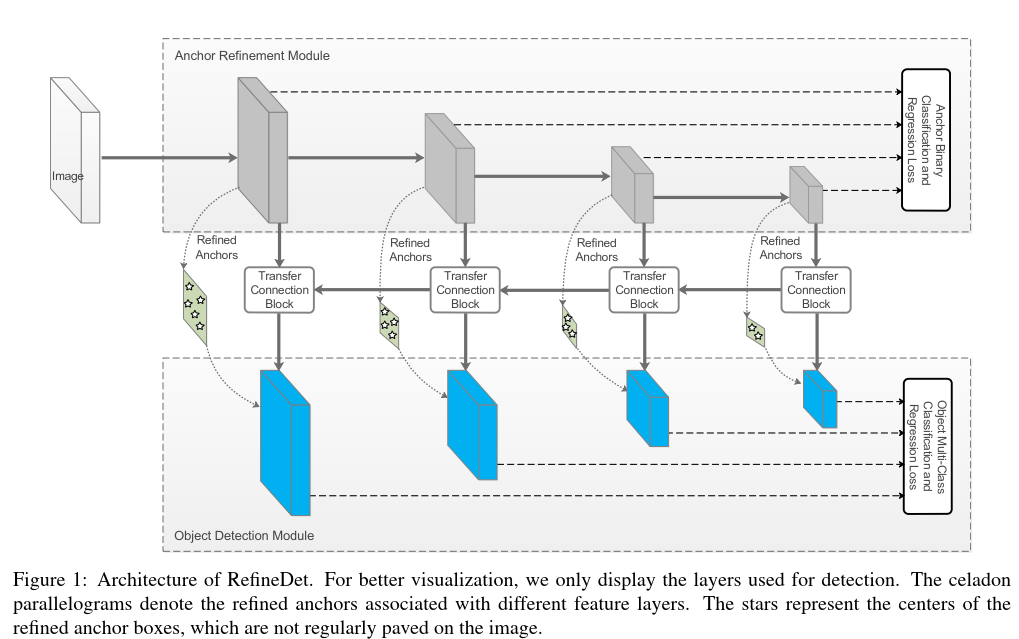 Anchor Refinement Module
Image
Anchor Binary
Classification and
Regression Loss
Refined
Anchors
Refined
Anchors
Refined
Anchors
Refined
Anchors
Transfer
Connection
Block
Transfer
Connection
Block
Transfer
Connection
Block
Transfer
Connection
Block
Object Multi-Class
Classification and
Regression Loss
Object Detection Module
Figure 1: Architecture of RefineDet. For better visualization, we only display the layers used for detection. The celadon
parallelograms denote the refined anchors associated with different feature layers. The stars represent the centers of the
refined anchor boxes, which are not regularly paved on the image.